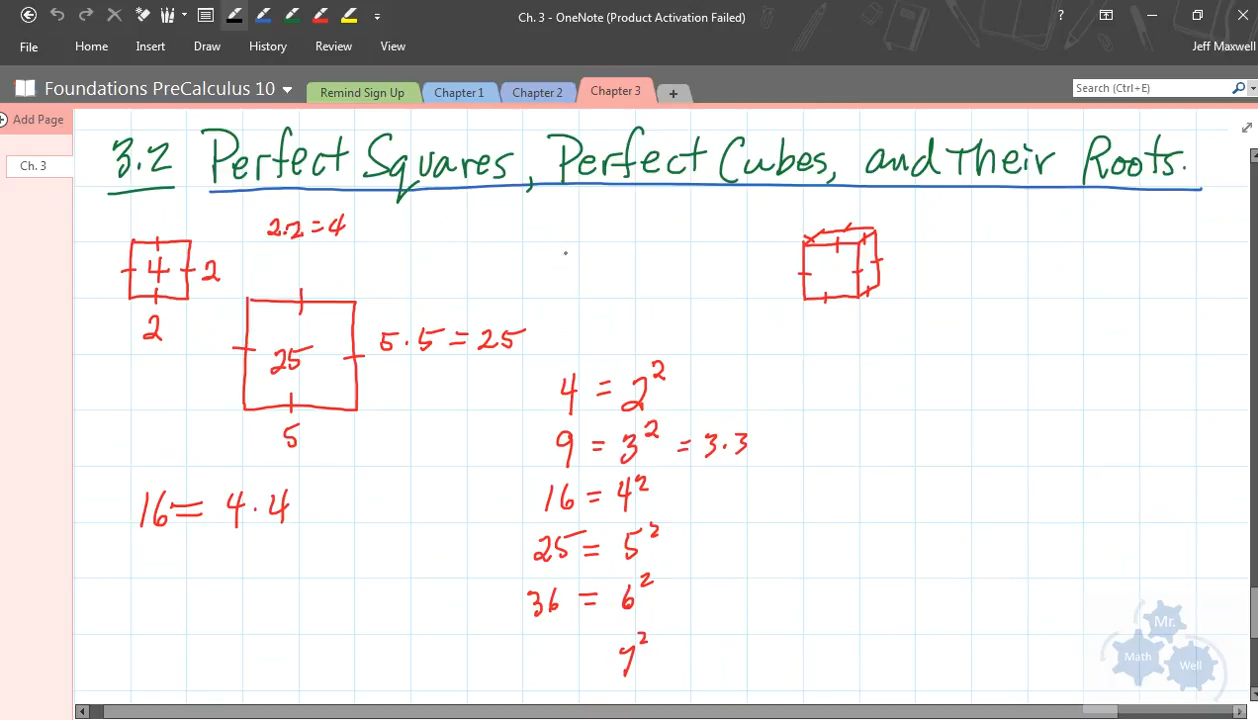 Ch. 3 - OneNote (Product Activation Failed)
?
File Home Insert Draw History Review View
Jeff Maxwell
Foundations PreCalculus 10
Remind Sign Up
Chapter 1
Chapter 2
Chapter 3
+
Search (Ctrl+E)
Add Page
Ch. 3
3.2 Perfect Squares, Perfect Cubes, and Their Roots.
2·2 = 4
4 2
2
25
5·5 = 25
5
16 = 4·4
4 = 2²
9 = 3² = 3·3
16 = 4²
25 = 5²
36 = 6²
7²
Mr.
Math
Well